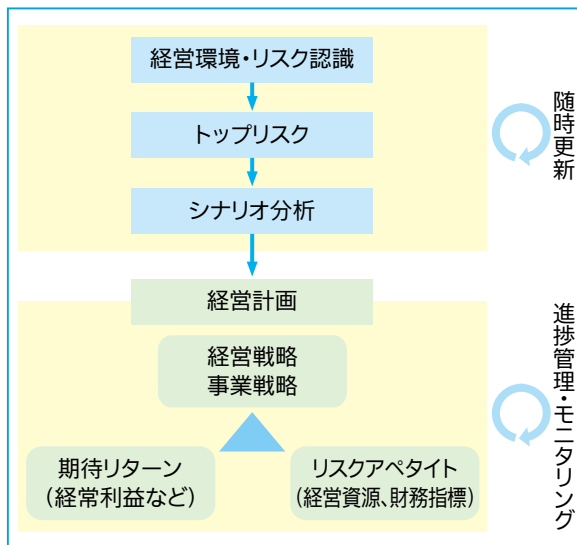 経営環境・リスク認識
トップリスク
シナリオ分析
随時更新
経営計画
経営戦略
事業戦略
期待リターン
(経常利益など)
リスクアペタイト
(経営資源、財務指標)
進捗管理・モニタリング